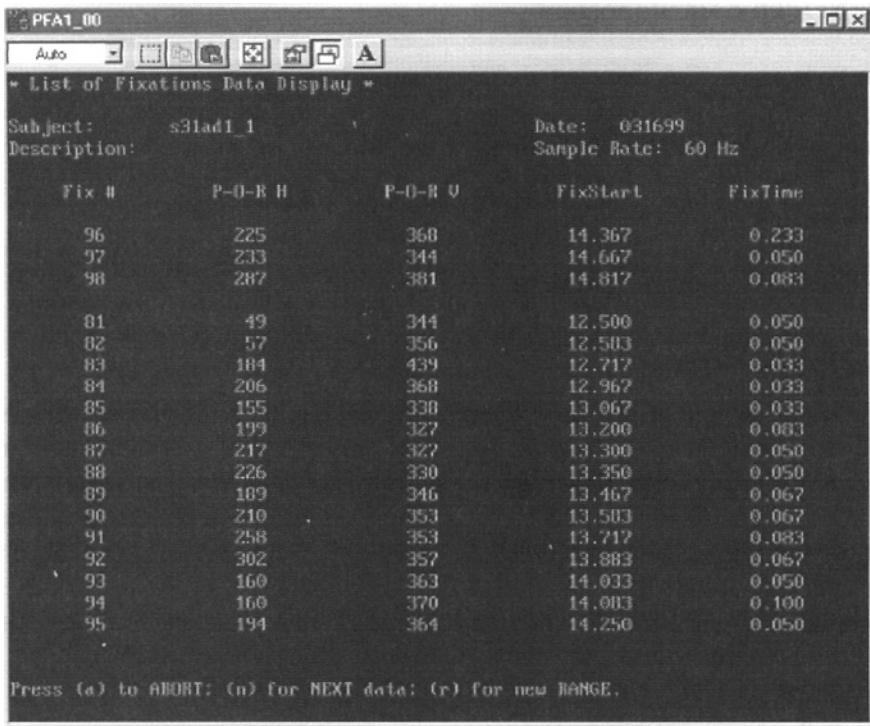 PFA1_00
Auto A
* List of Fixations Data Display *
Subject: s31ad1_1 Date: 031699
Description: Sample Rate: 60 Hz
Fix # P-O-R H P-O-R V FixStart FixTime
96 225 368 14.367 0.233
97 233 344 14.667 0.050
98 287 381 14.817 0.083
81 49 344 12.500 0.050
82 57 356 12.583 0.050
83 184 439 12.717 0.033
84 206 368 12.967 0.033
85 155 338 13.067 0.033
86 199 327 13.200 0.083
87 217 327 13.300 0.050
88 226 330 13.350 0.050
89 189 346 13.467 0.067
90 210 353 13.583 0.067
91 258 353 13.717 0.083
92 302 357 13.883 0.067
93 160 363 14.033 0.050
94 160 370 14.083 0.100
95 194 364 14.250 0.050
Press (a) to ABORT: (n) for NEXT data: (r) for new RANGE.